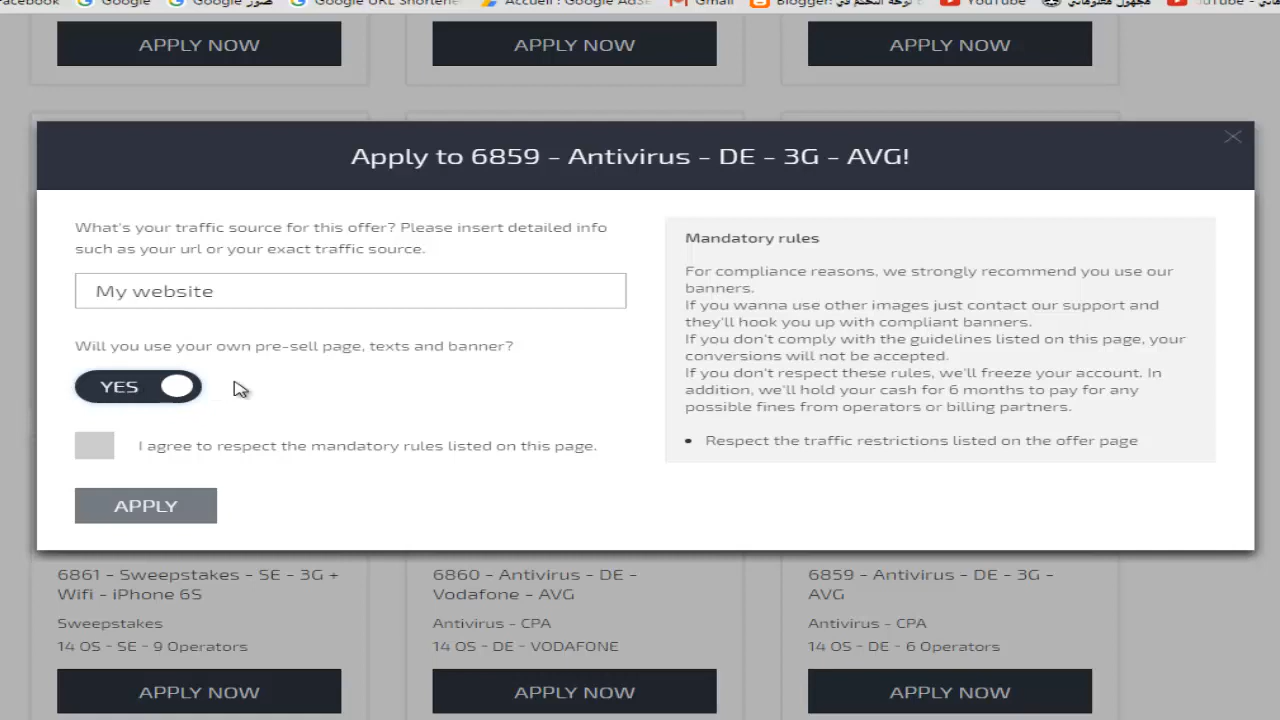 Facebook Google صور Google Google URL Shortene Accueil : Google AdSe Gmail Blogger: لوحة التحكم في YouTube YouTube -
APPLY NOW APPLY NOW APPLY NOW
Apply to 6859 - Antivirus - DE - 3G - AVG!
What's your traffic source for this offer? Please insert detailed info
such as your url or your exact traffic source.
My website
Will you use your own pre-sell page, texts and banner?
YES
I agree to respect the mandatory rules listed on this page.
APPLY
Mandatory rules
For compliance reasons, we strongly recommend you use our
banners.
If you wanna use other images just contact our support and
they'll hook you up with compliant banners.
If you don't comply with the guidelines listed on this page, your
conversions will not be accepted.
If you don't respect these rules, we'll freeze your account. In
addition, we'll hold your cash for 6 months to pay for any
possible fines from operators or billing partners.
• Respect the traffic restrictions listed on the offer page
6861 - Sweepstakes - SE - 3G +
Wifi - iPhone 6S
Sweepstakes
14 OS - SE - 9 Operators
APPLY NOW
6860 - Antivirus - DE -
Vodafone - AVG
Antivirus - CPA
14 OS - DE - VODAFONE
APPLY NOW
6859 - Antivirus - DE - 3G -
AVG
Antivirus - CPA
14 OS - DE - 6 Operators
APPLY NOW